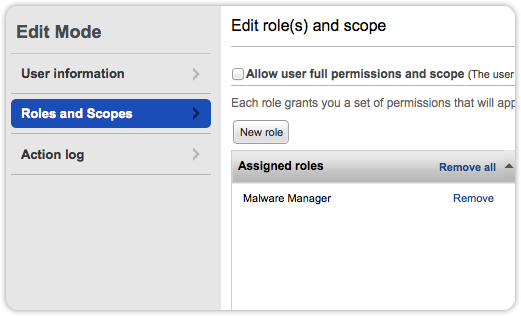 Edit Mode
User information
Roles and Scopes
Action log
Edit role(s) and scope
Allow user full permissions and scope (The user
Each role grants you a set of permissions that will app
New role
Assigned roles Remove all
Malware Manager Remove